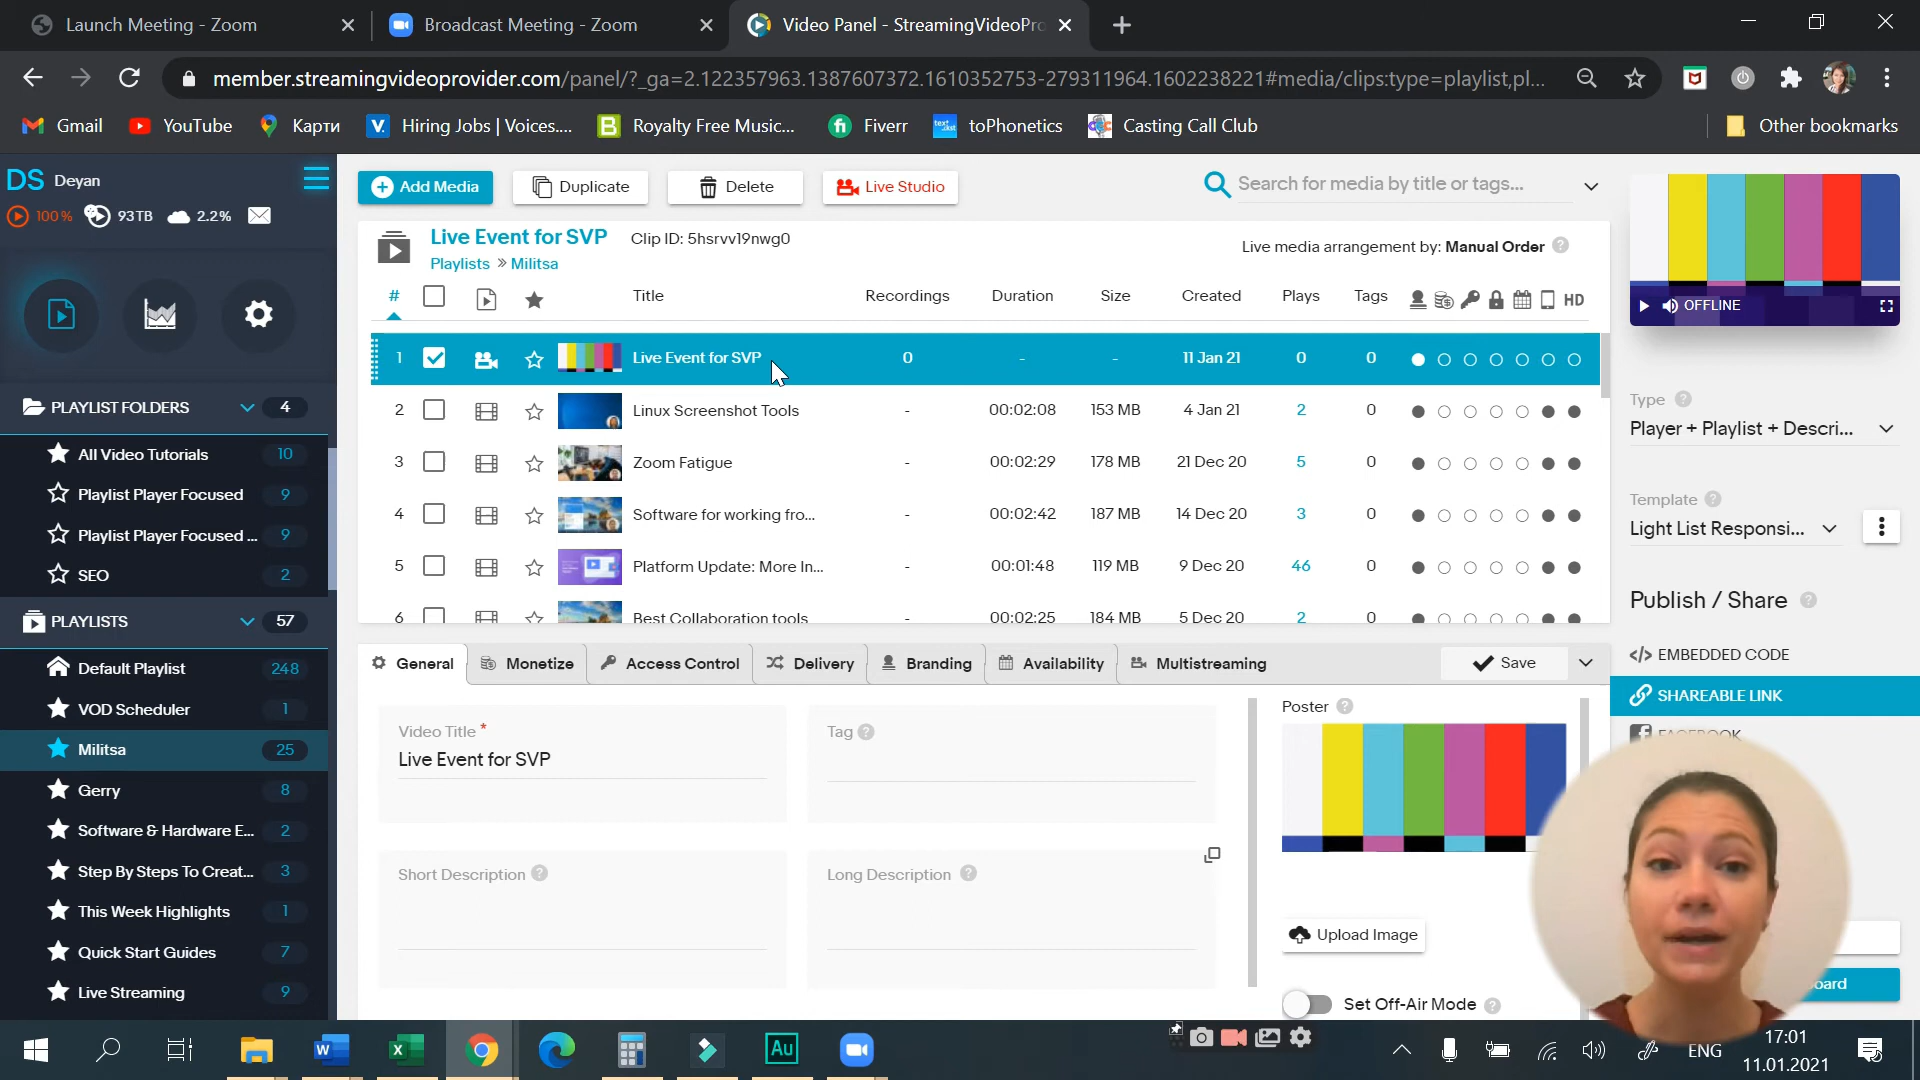 Launch Meeting - Zoom
Broadcast Meeting - Zoom
Video Panel - StreamingVideoPro
member.streamingvideoprovider.com/panel/?_ga=2.122357963.1387607372.1610352753-279311964.1602238221#media/clips:type=playlist,pl...
Gmail
YouTube
Карти
Hiring Jobs | Voices....
Royalty Free Music...
Fiverr
toPhonetics
Casting Call Club
Other bookmarks
DS Deyan
100%
93TB
2.2%
Add Media
Duplicate
Delete
Live Studio
Search for media by title or tags...
Live Event for SVP
Clip ID: 5hsrvv19nwg0
Playlists » Militsa
Live media arrangement by: Manual Order
# Title Recordings Duration Size Created Plays Tags HD
1 Live Event for SVP 0 - - 11 Jan 21 0 0
2 Linux Screenshot Tools - 00:02:08 153 MB 4 Jan 21 2 0
3 Zoom Fatigue - 00:02:29 178 MB 21 Dec 20 5 0
4 Software for working fro... - 00:02:42 187 MB 14 Dec 20 3 0
5 Platform Update: More In... - 00:01:48 119 MB 9 Dec 20 46 0
6 Best Collaboration tools - 00:02:25 184 MB 5 Dec 20 2 0
PLAYLIST FOLDERS 4
All Video Tutorials 10
Playlist Player Focused 9
Playlist Player Focused ... 9
SEO 2
PLAYLISTS 57
Default Playlist 248
VOD Scheduler 1
Militsa 25
Gerry 8
Software & Hardware E... 2
Step By Steps To Creat... 3
This Week Highlights 1
Quick Start Guides 7
Live Streaming 9
General
Monetize
Access Control
Delivery
Branding
Availability
Multistreaming
Save
Video Title *
Live Event for SVP
Tag
Short Description
Long Description
Poster
Upload Image
Set Off-Air Mode
OFFLINE
Type
Player + Playlist + Descri...
Template
Light List Responsi...
Publish / Share
</> EMBEDDED CODE
SHAREABLE LINK
FACEBOOK
oard
Au
ENG
17:01
11.01.2021